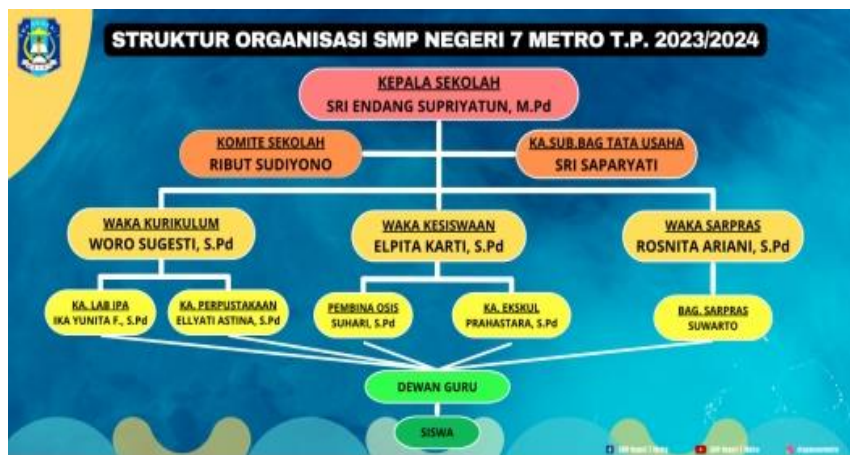 STRUKTUR ORGANISASI SMP NEGERI 7 METRO T.P. 2023/2024
KEPALA SEKOLAH
SRI ENDANG SUPRIYATUN, M.Pd
KOMITE SEKOLAH
RIBUT SUDIYONO
KA.SUB.BAG TATA USAHA
SRI SAPARYATI
WAKA KURIKULUM
WORO SUGESTI, S.Pd
WAKA KESISWAAN
ELPITA KARTI, S.Pd
WAKA SARPRAS
ROSNITA ARIANI, S.Pd
KA. LAB IPA
IKA YUNITA F., S.Pd
KA. PERPUSTAKAAN
ELLYATI ASTINA, S.Pd
PEMBINA OSIS
SUHARI, S.Pd
KA. EKSKUL
PRAHASTARA, S.Pd
BAG. SARPRAS
SUWARTO
DEWAN GURU
SISWA